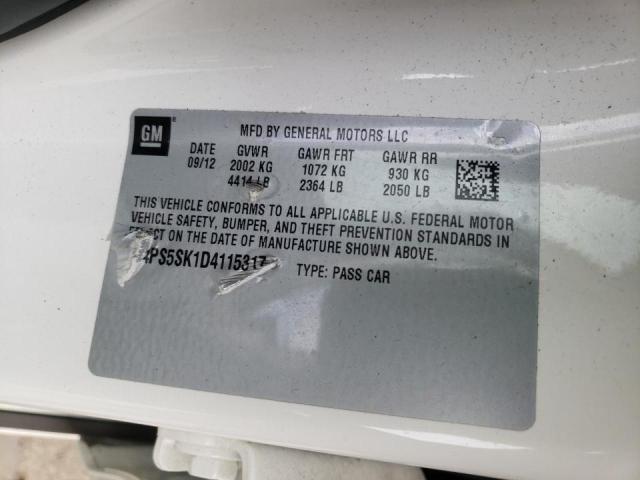 GM ®
MFD BY GENERAL MOTORS LLC
DATE GVWR GAWR FRT GAWR RR
09/12 2002 KG 1072 KG 930 KG
4414 LB 2364 LB 2050 LB
THIS VEHICLE CONFORMS TO ALL APPLICABLE U.S. FEDERAL MOTOR
VEHICLE SAFETY, BUMPER, AND THEFT PREVENTION STANDARDS IN
EFFECT ON THE DATE OF MANUFACTURE SHOWN ABOVE.
PS5SK1D4115317 TYPE: PASS CAR